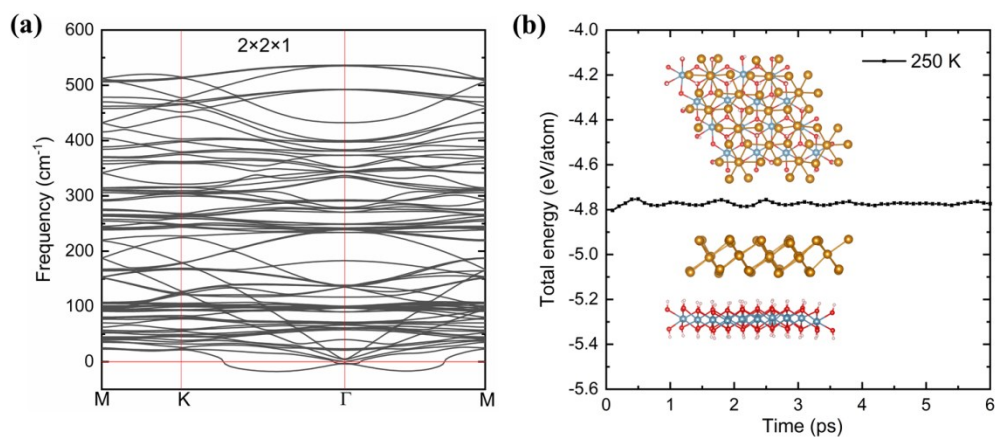 (a)
2×2×1
600
500
400
300
200
100
0
Frequency (cm⁻¹)
M K Γ M
(b)
250 K
-4.0
-4.2
-4.4
-4.6
-4.8
-5.0
-5.2
-5.4
-5.6
Total energy (eV/atom)
0 1 2 3 4 5 6
Time (ps)